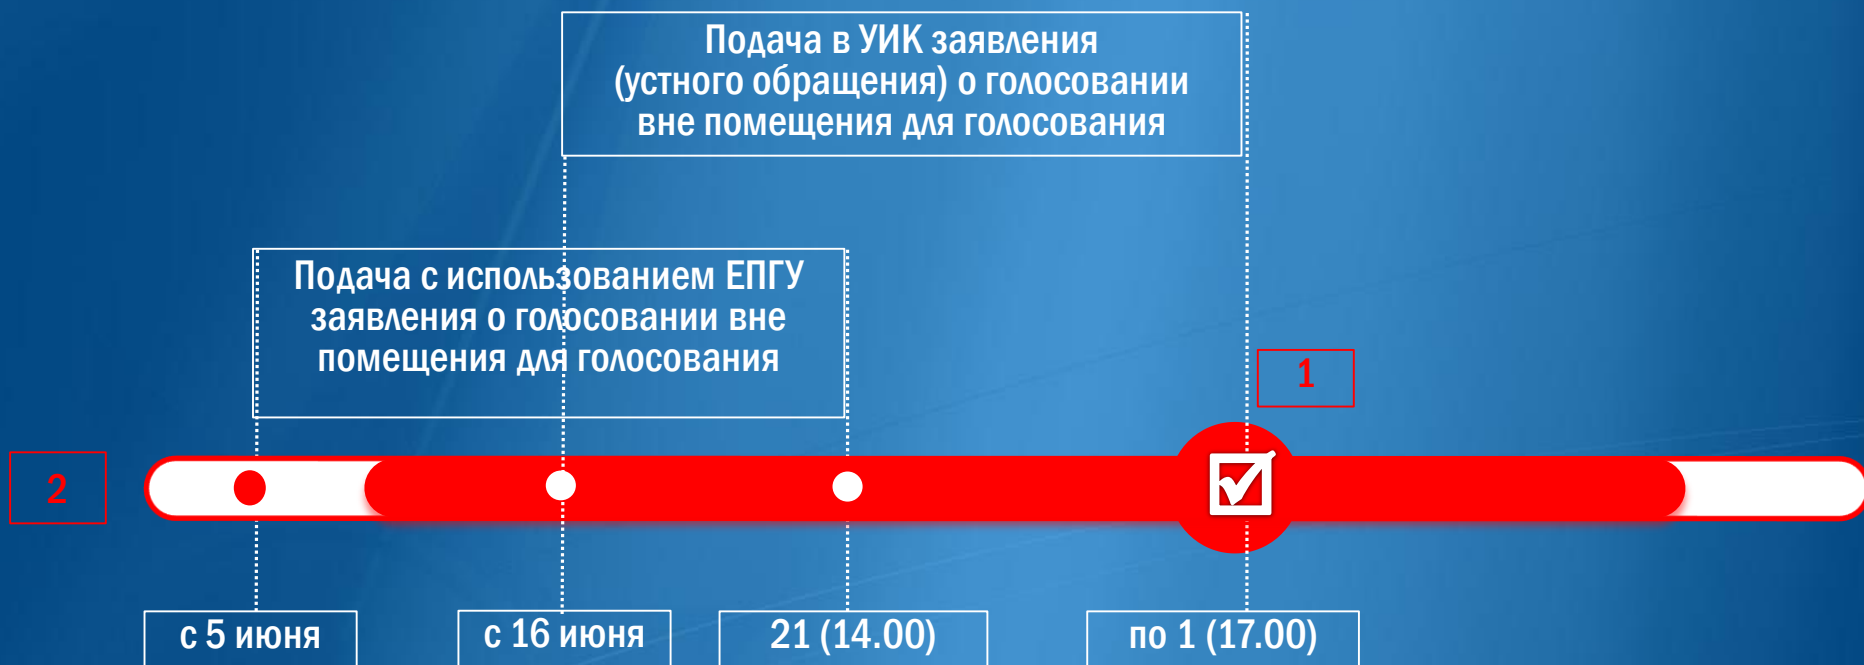 Подача в УИК заявления
(устного обращения) о голосовании
вне помещения для голосования
Подача с использованием ЕПГУ
заявления о голосовании вне
помещения для голосования
1
2
с 5 июня
с 16 июня
21 (14.00)
по 1 (17.00)